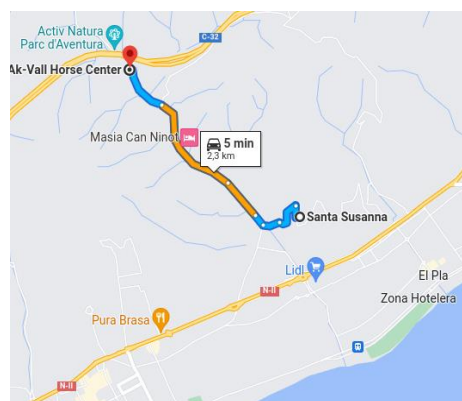 Activ Natura
Parc d'Aventura
C-32
Ak-Vall Horse Center
Masia Can Ninot
5 min
2,3 km
Santa Susanna
Lidl
El Pla
N-II
Zona Hotelera
Pura Brasa
N-II